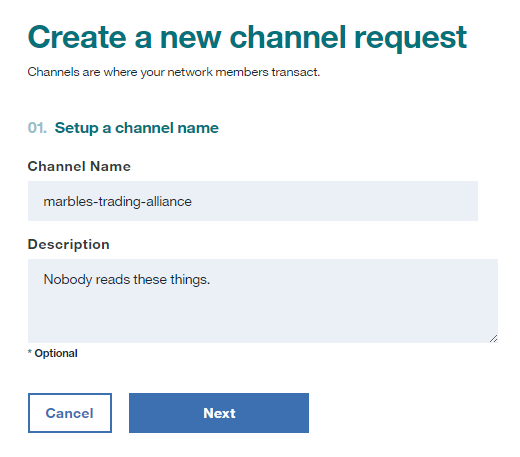 Create a new channel request
Channels are where your network members transact.
01. Setup a channel name
Channel Name
marbles-trading-alliance
Description
Nobody reads these things.
* Optional
Cancel Next